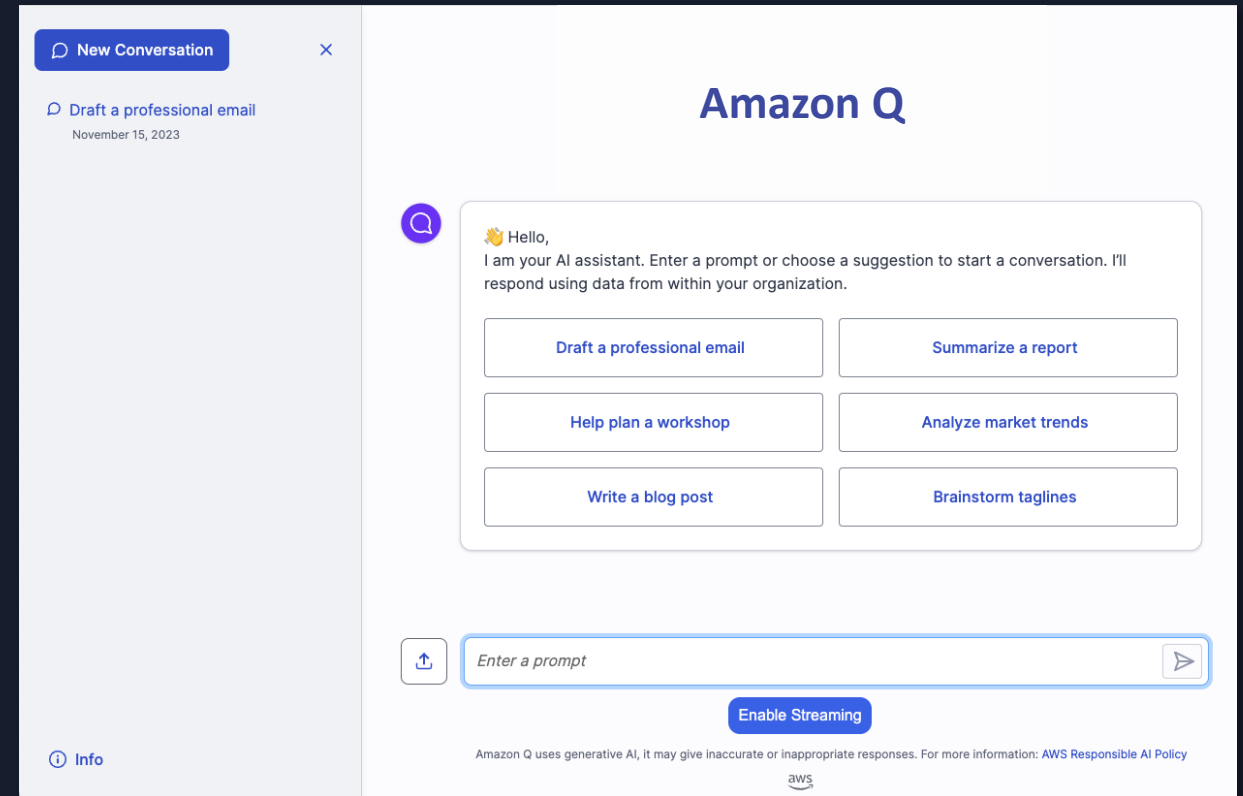 New Conversation
Draft a professional email
November 15, 2023
Info
Amazon Q
👋 Hello,
I am your AI assistant. Enter a prompt or choose a suggestion to start a conversation. I’ll
respond using data from within your organization.
Draft a professional email
Summarize a report
Help plan a workshop
Analyze market trends
Write a blog post
Brainstorm taglines
Enter a prompt
Enable Streaming
Amazon Q uses generative AI, it may give inaccurate or inappropriate responses. For more information: AWS Responsible AI Policy
aws